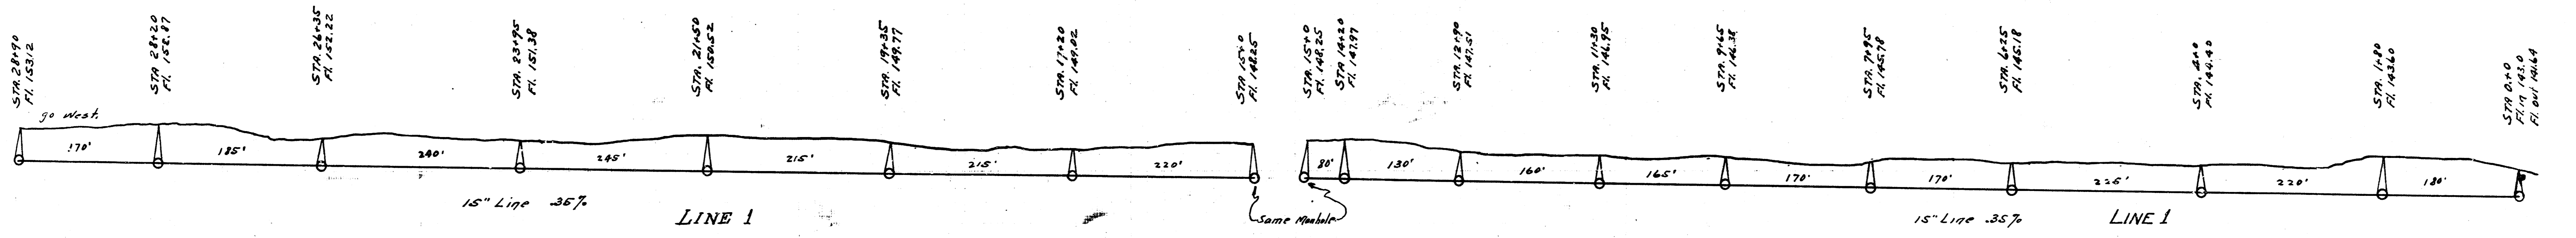 STA. 28+90
Fl. 153.12
STA 28+20
Fl. 152.87
STA. 26+35
Fl. 152.22
STA. 23+95
Fl. 151.38
STA. 21+50
Fl. 150.52
STA. 19+35
Fl. 149.77
STA. 17+20
Fl. 149.02
STA 15+0
Fl. 148.25
STA. 15+0
Fl. 148.25
STA 14+20
Fl. 147.97
STA. 12+90
Fl. 147.51
STA. 11+30
Fl. 146.95
STA. 9+65
Fl. 146.38
STA. 7+95
Fl. 145.78
STA. 6+25
Fl. 145.18
STA. 4+0
Fl. 144.40
STA. 1+80
Fl. 143.60
STA 0+0
Fl. in 143.0
Fl. out 141.64
go West.
170'
185'
240'
245'
215'
215'
220'
80'
130'
160'
165'
170'
170'
225'
220'
180'
15" Line .35%
LINE 1
Same Manhole
15" Line .35%
LINE 1